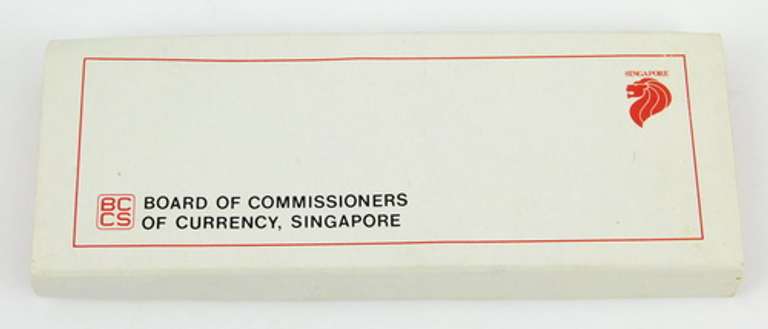 SINGAPORE
BC
CS
BOARD OF COMMISSIONERS
OF CURRENCY, SINGAPORE